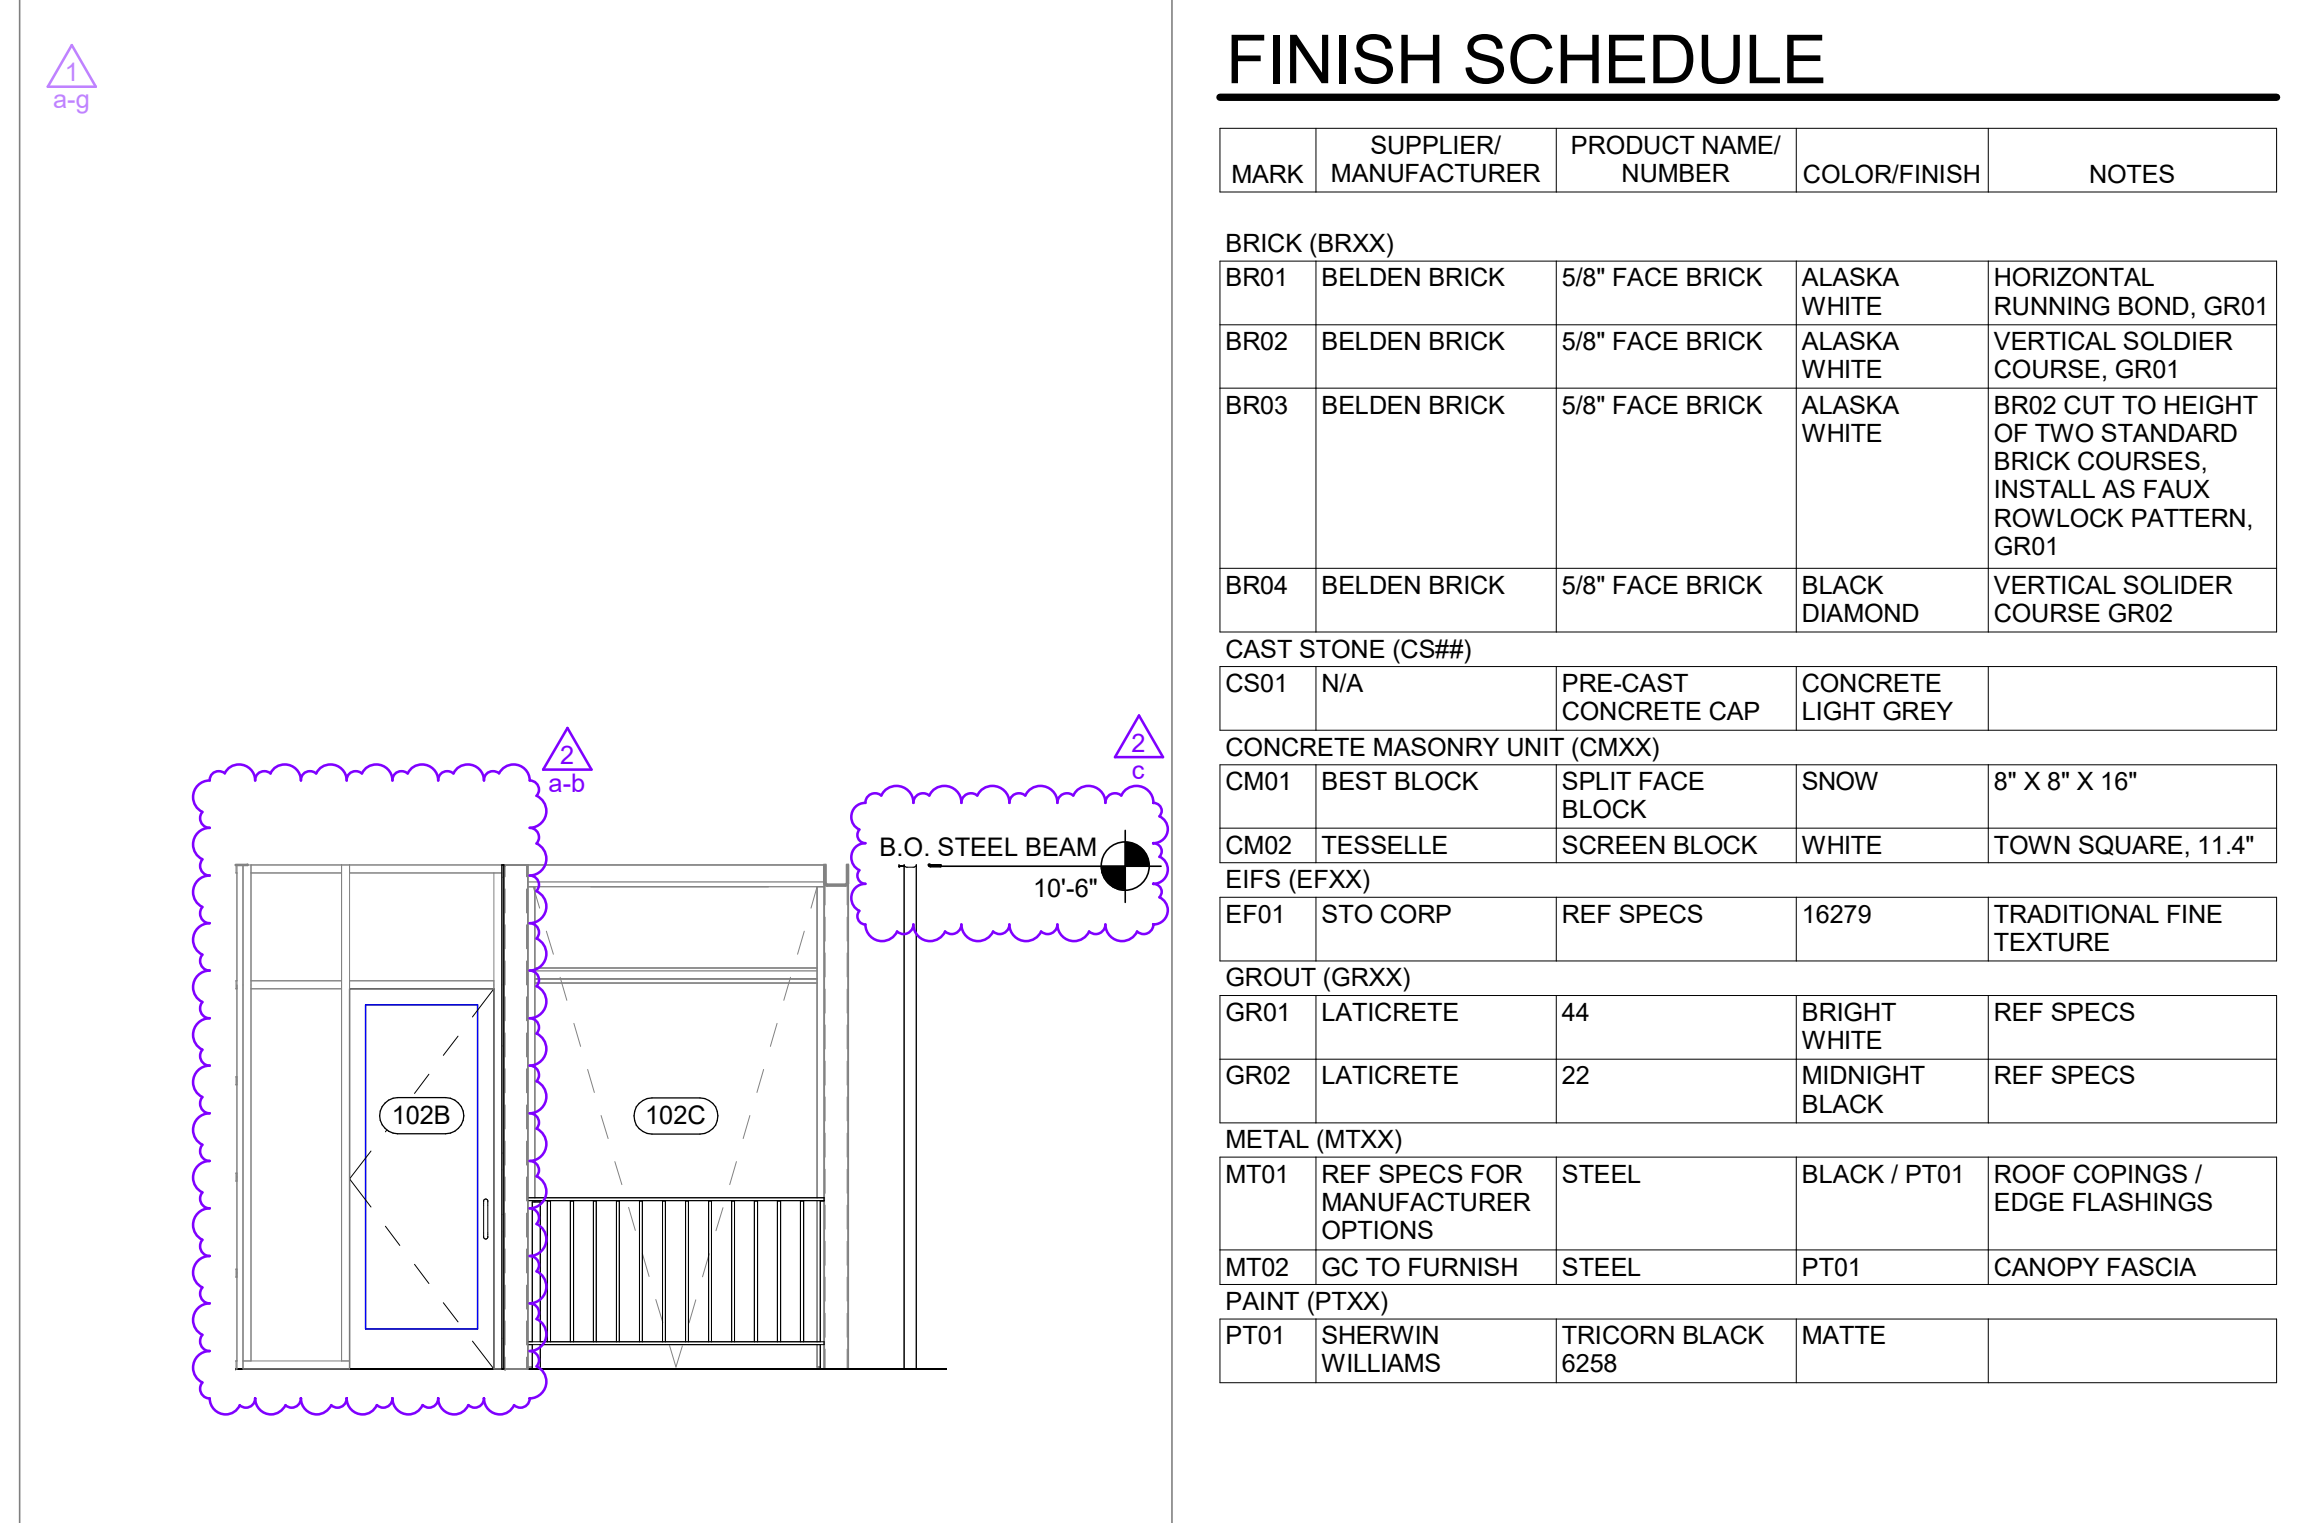 1
a-g
2
a-b
2
c
B.O. STEEL BEAM
10'-6"
102B
102C
FINISH SCHEDULE
MARK
SUPPLIER/
MANUFACTURER
PRODUCT NAME/
NUMBER
COLOR/FINISH
NOTES
BRICK (BRXX)
BR01
BELDEN BRICK
5/8" FACE BRICK
ALASKA
WHITE
HORIZONTAL
RUNNING BOND, GR01
BR02
BELDEN BRICK
5/8" FACE BRICK
ALASKA
WHITE
VERTICAL SOLDIER
COURSE, GR01
BR03
BELDEN BRICK
5/8" FACE BRICK
ALASKA
WHITE
BR02 CUT TO HEIGHT
OF TWO STANDARD
BRICK COURSES,
INSTALL AS FAUX
ROWLOCK PATTERN,
GR01
BR04
BELDEN BRICK
5/8" FACE BRICK
BLACK
DIAMOND
VERTICAL SOLIDER
COURSE GR02
CAST STONE (CS##)
CS01
N/A
PRE-CAST
CONCRETE CAP
CONCRETE
LIGHT GREY
CONCRETE MASONRY UNIT (CMXX)
CM01
BEST BLOCK
SPLIT FACE
BLOCK
SNOW
8" X 8" X 16"
CM02
TESSELLE
SCREEN BLOCK
WHITE
TOWN SQUARE, 11.4"
EIFS (EFXX)
EF01
STO CORP
REF SPECS
16279
TRADITIONAL FINE
TEXTURE
GROUT (GRXX)
GR01
LATICRETE
44
BRIGHT
WHITE
REF SPECS
GR02
LATICRETE
22
MIDNIGHT
BLACK
REF SPECS
METAL (MTXX)
MT01
REF SPECS FOR
MANUFACTURER
OPTIONS
STEEL
BLACK / PT01
ROOF COPINGS /
EDGE FLASHINGS
MT02
GC TO FURNISH
STEEL
PT01
CANOPY FASCIA
PAINT (PTXX)
PT01
SHERWIN
WILLIAMS
TRICORN BLACK
6258
MATTE